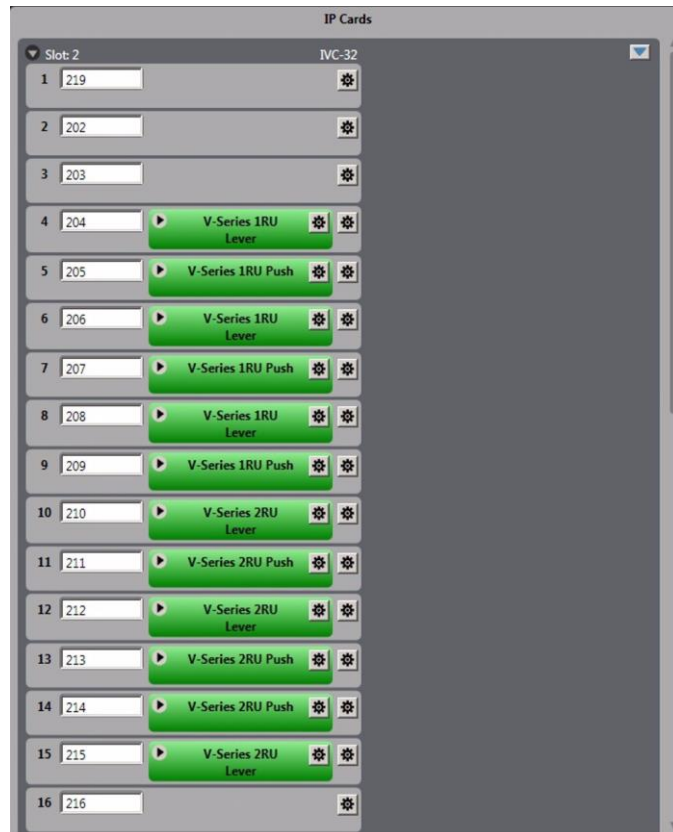 IP Cards
Slot: 2 IVC-32
1 219
2 202
3 203
4 204 V-Series 1RU
Lever
5 205 V-Series 1RU Push
6 206 V-Series 1RU
Lever
7 207 V-Series 1RU Push
8 208 V-Series 1RU
Lever
9 209 V-Series 1RU Push
10 210 V-Series 2RU
Lever
11 211 V-Series 2RU Push
12 212 V-Series 2RU
Lever
13 213 V-Series 2RU Push
14 214 V-Series 2RU Push
15 215 V-Series 2RU
Lever
16 216